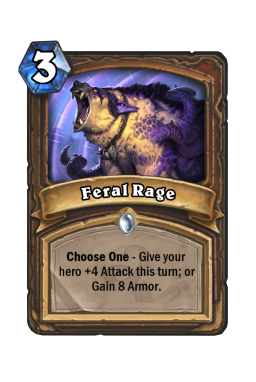 3
Feral Rage
Choose One - Give your
hero +4 Attack this turn; or
Gain 8 Armor.